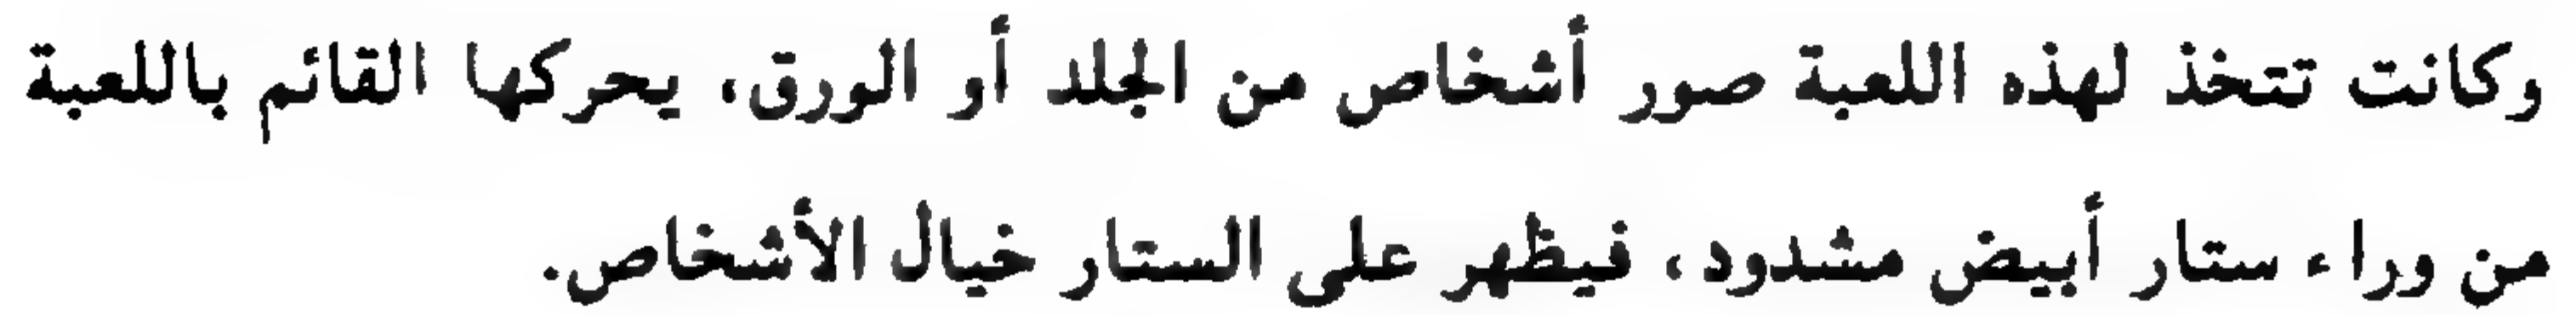 وكانت تتخذ لهذه اللعبة صور أشخاص من الجلد أو الورق، يحركها القائم باللعبة
من وراء ستار أبيض مشدود، فيظهر على الستار خيال الأشخاص.